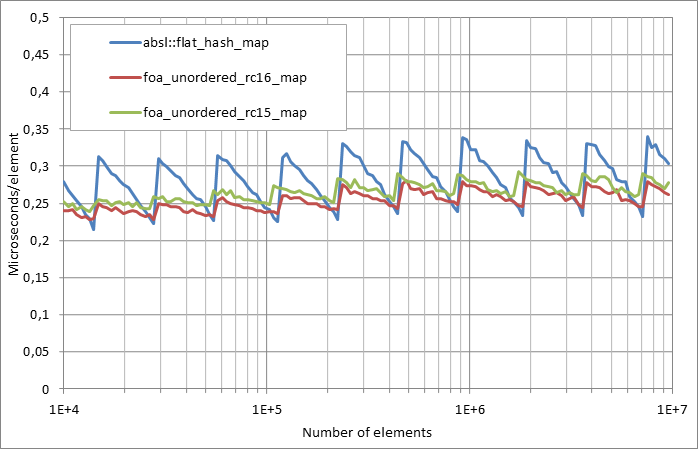 0,5
0,45
0,4
0,35
0,3
0,25
0,2
0,15
0,1
0,05
0
Microseconds/element
absl::flat_hash_map
foa_unordered_rc16_map
foa_unordered_rc15_map
1E+4 1E+5 1E+6 1E+7
Number of elements